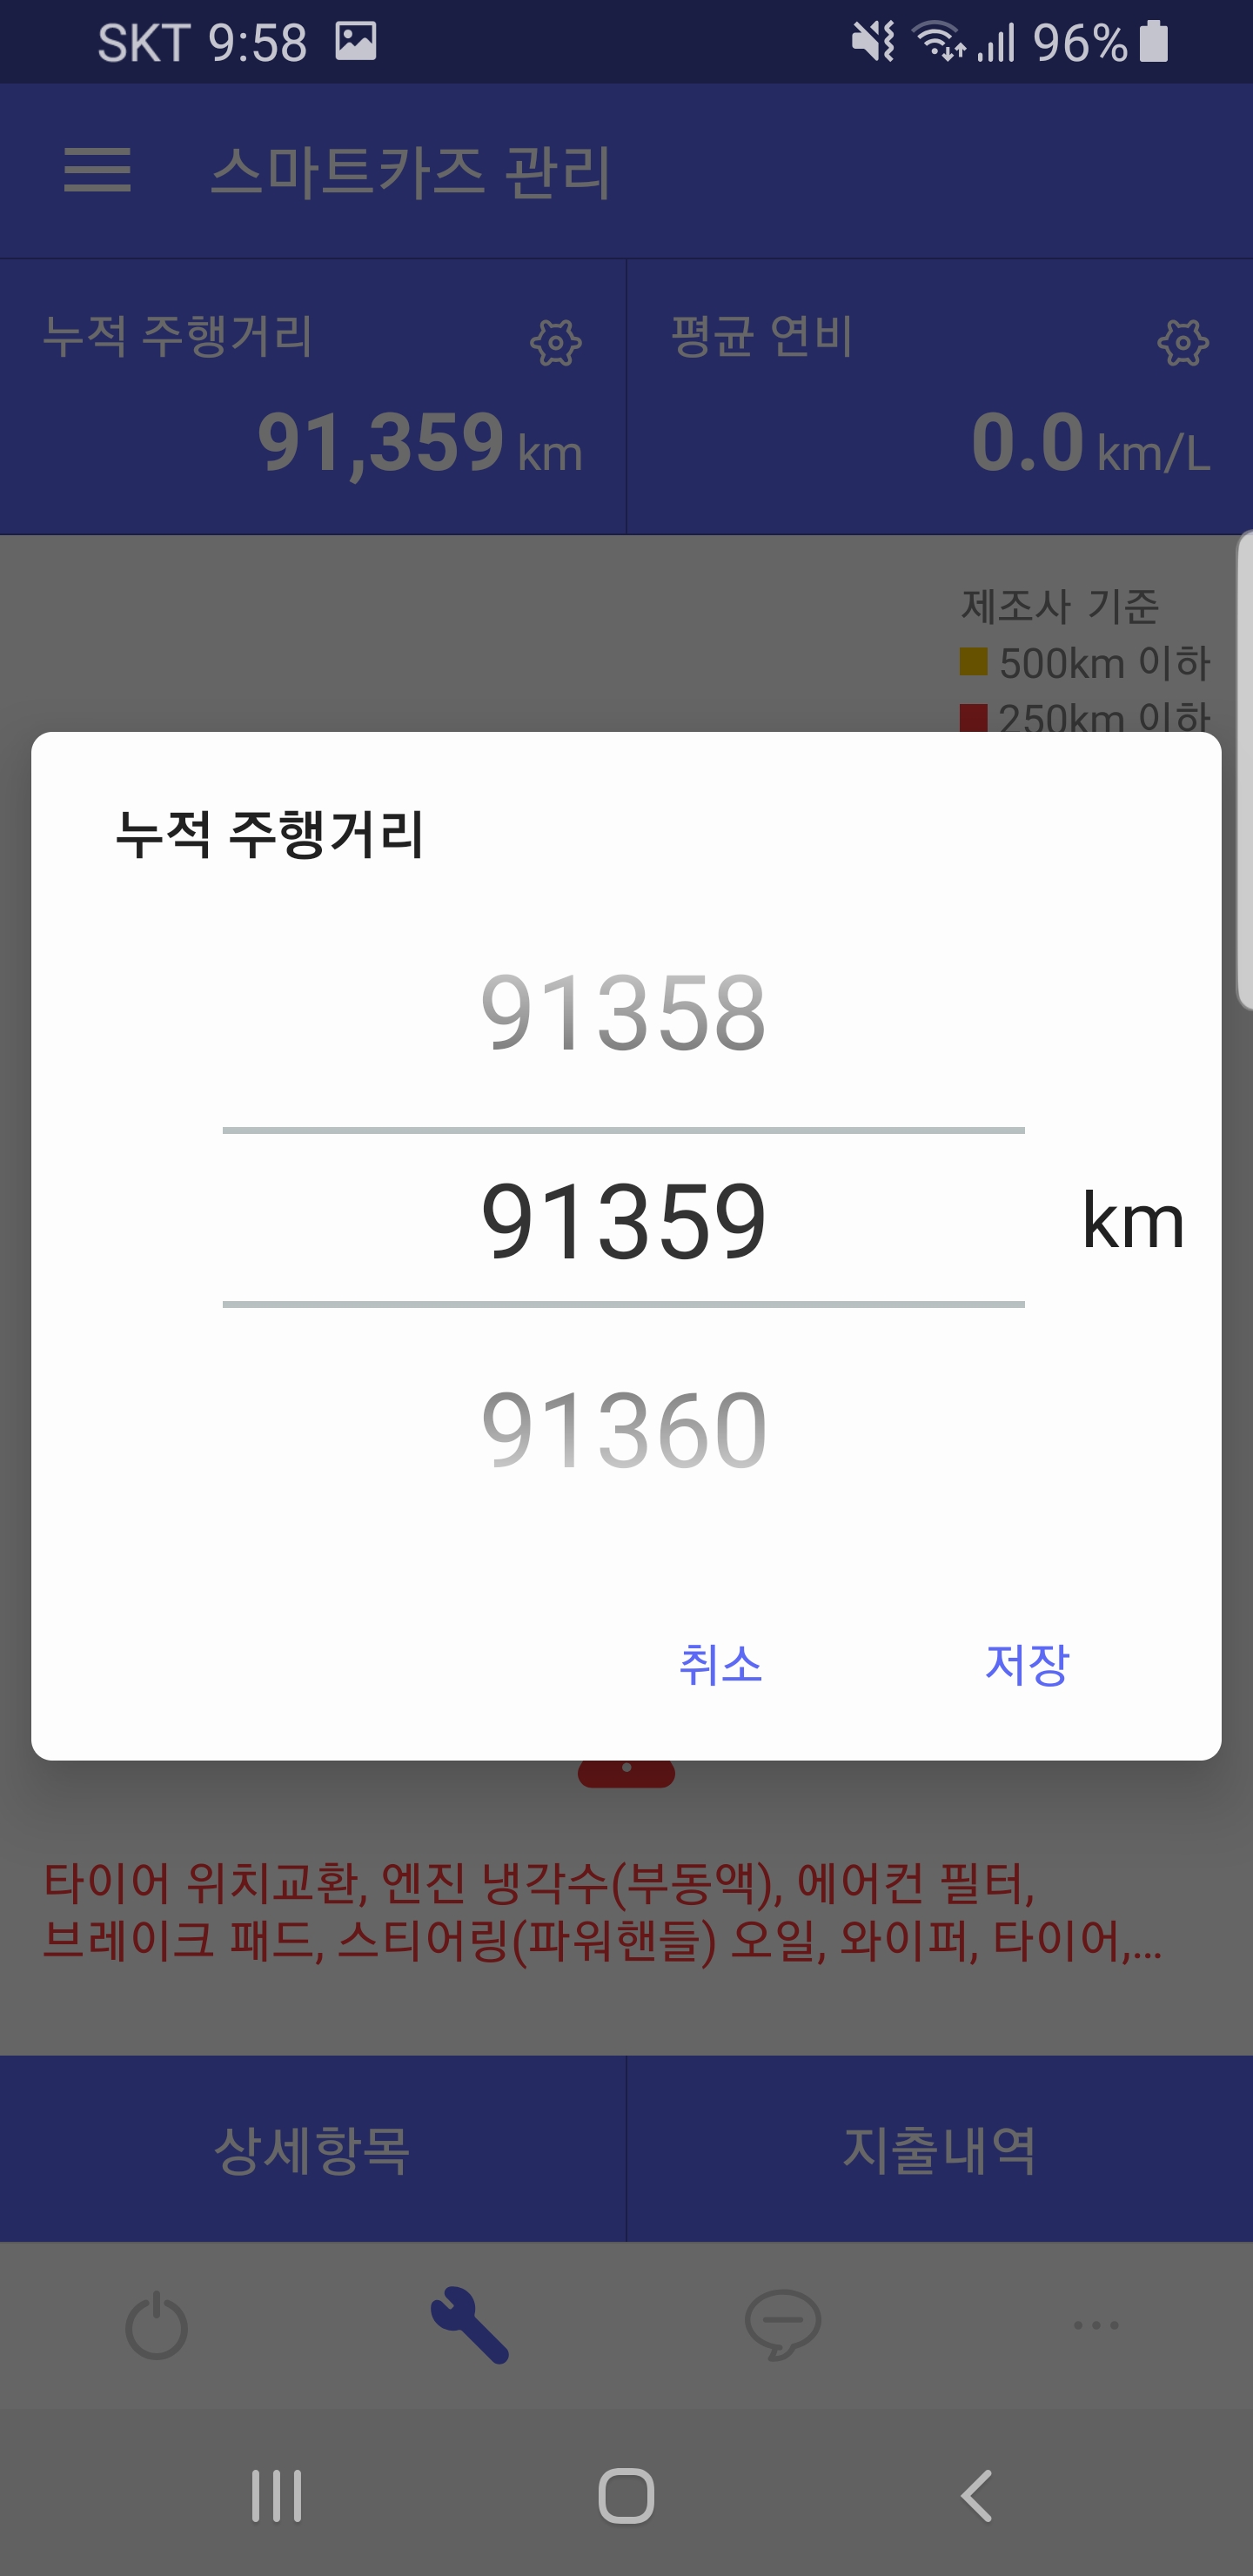 SKT 9:58 96%
스마트카즈 관리
누적 주행거리
91,359 km
평균 연비
0.0 km/L
제조사 기준
500km 이하
250km 이하
누적 주행거리
91358
91359 km
91360
취소 저장
타이어 위치교환, 엔진 냉각수(부동액), 에어컨 필터,
브레이크 패드, 스티어링(파워핸들) 오일, 와이퍼, 타이어,...
상세항목 지출내역